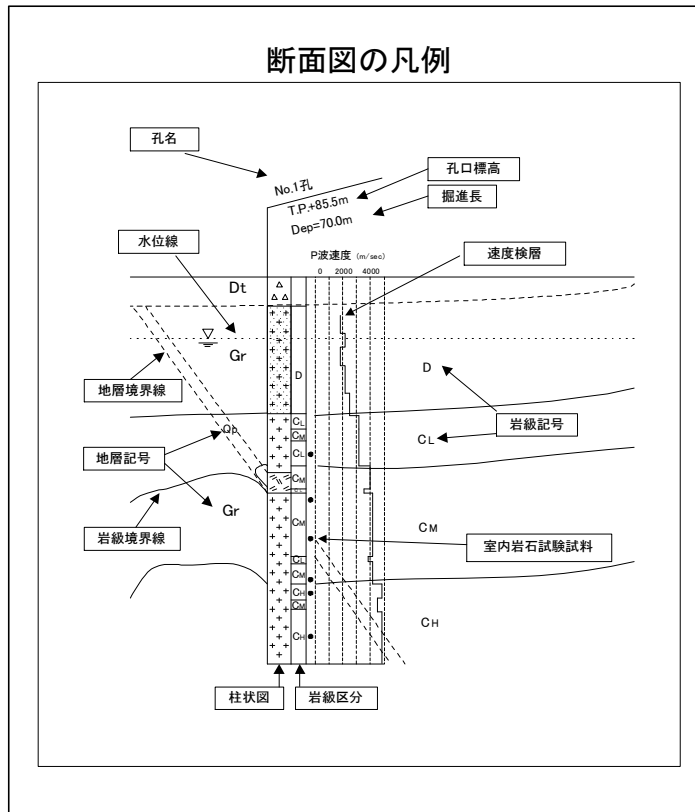 断面図の凡例
孔名
No.1孔
孔口標高
T.P.+85.5m
掘進長
Dep=70.0m
水位線
P波速度 (m/sec)
速度検層
0 2000 4000
Dt
Gr
D
D
地層境界線
岩級記号
CL
CL
CM
Qp
CL
地層記号
CM
Gr
岩級境界線
CM
CM
室内岩石試験試料
CL
CM
CH
CM
CH
CH
柱状図
岩級区分